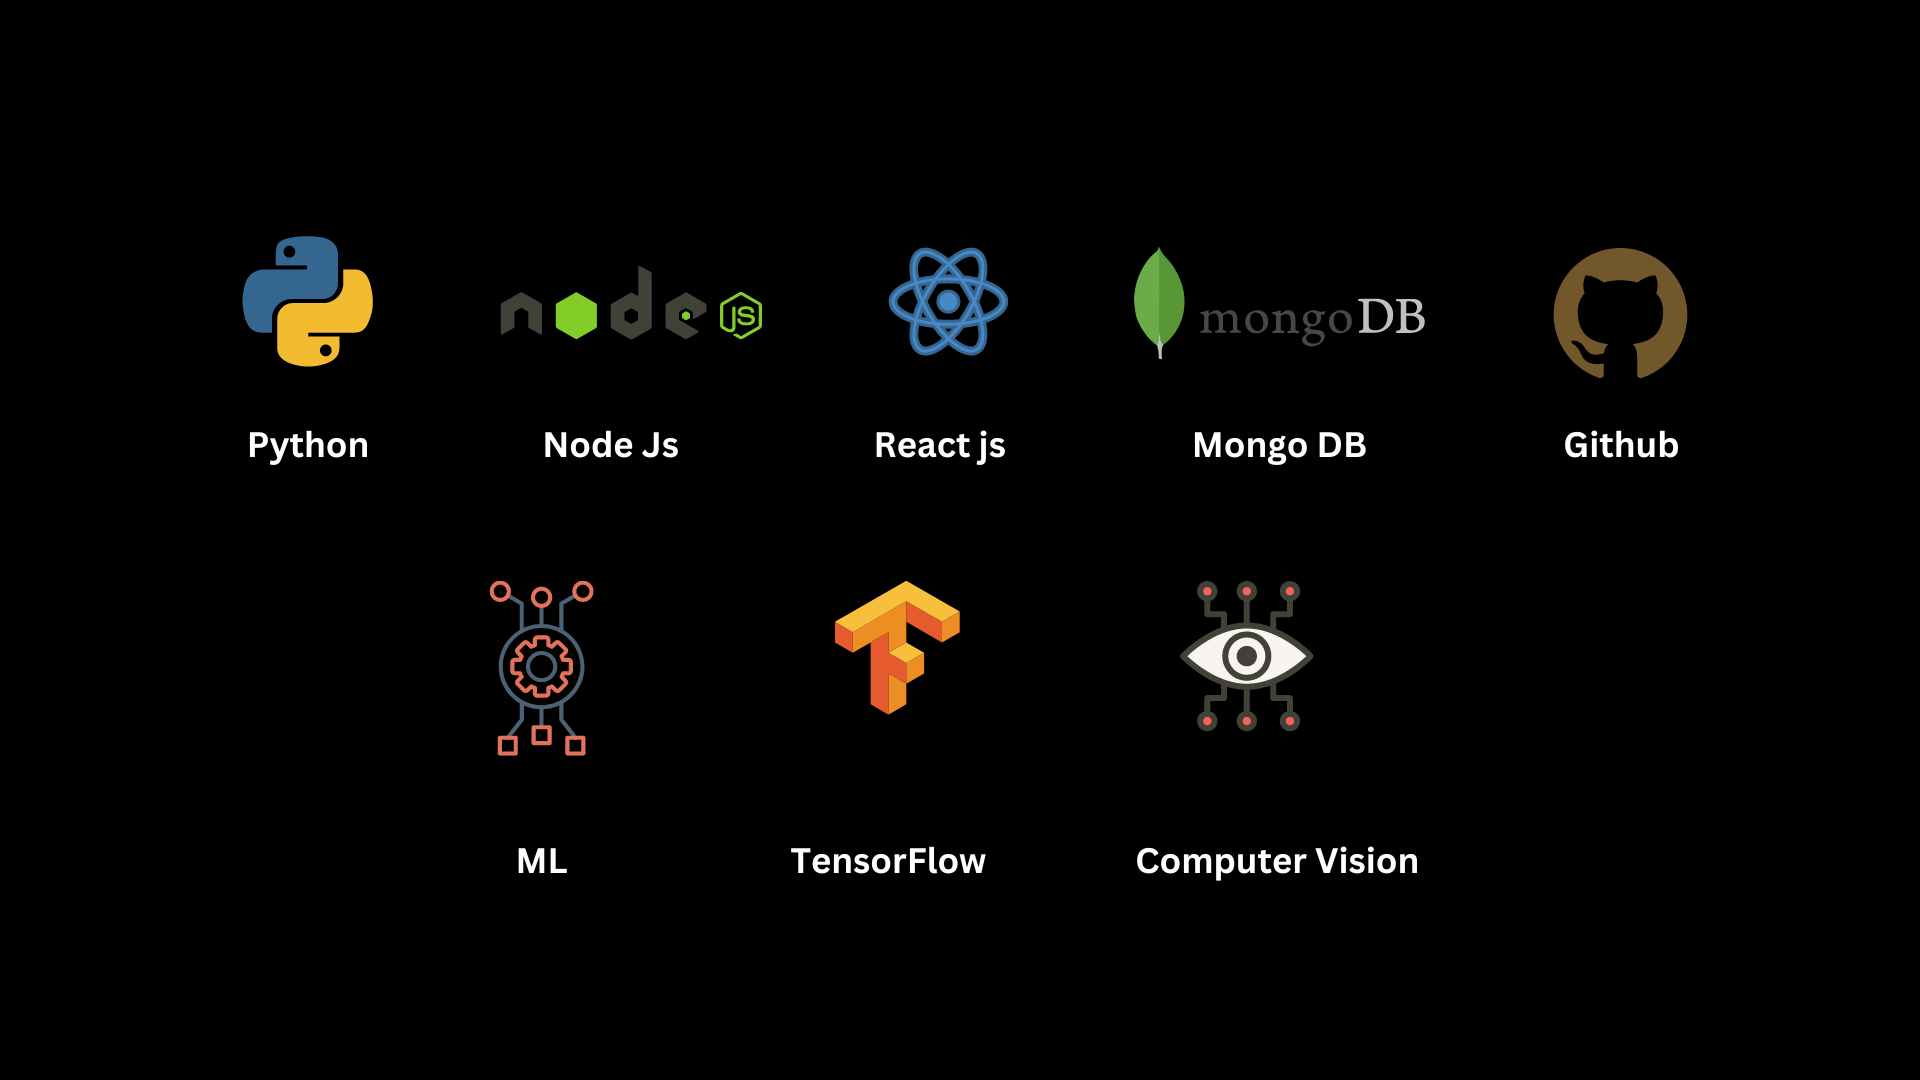 node JS
mongoDB
Python
Node Js
React js
Mongo DB
Github
ML
TensorFlow
Computer Vision